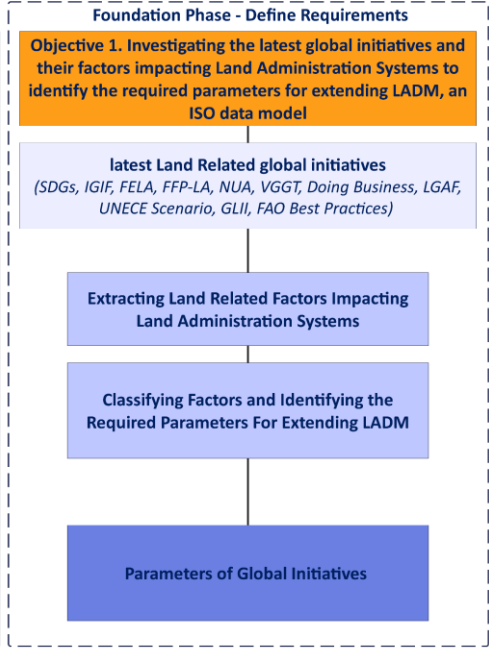 Foundation Phase - Define Requirements
Objective 1. Investigating the latest global initiatives and
their factors impacting Land Administration Systems to
identify the required parameters for extending LADM, an
ISO data model
latest Land Related global initiatives
(SDGs, IGIF, FELA, FFP-LA, NUA, VGGT, Doing Business, LGAF,
UNECE Scenario, GLII, FAO Best Practices)
Extracting Land Related Factors Impacting
Land Administration Systems
Classifying Factors and Identifying the
Required Parameters For Extending LADM
Parameters of Global Initiatives